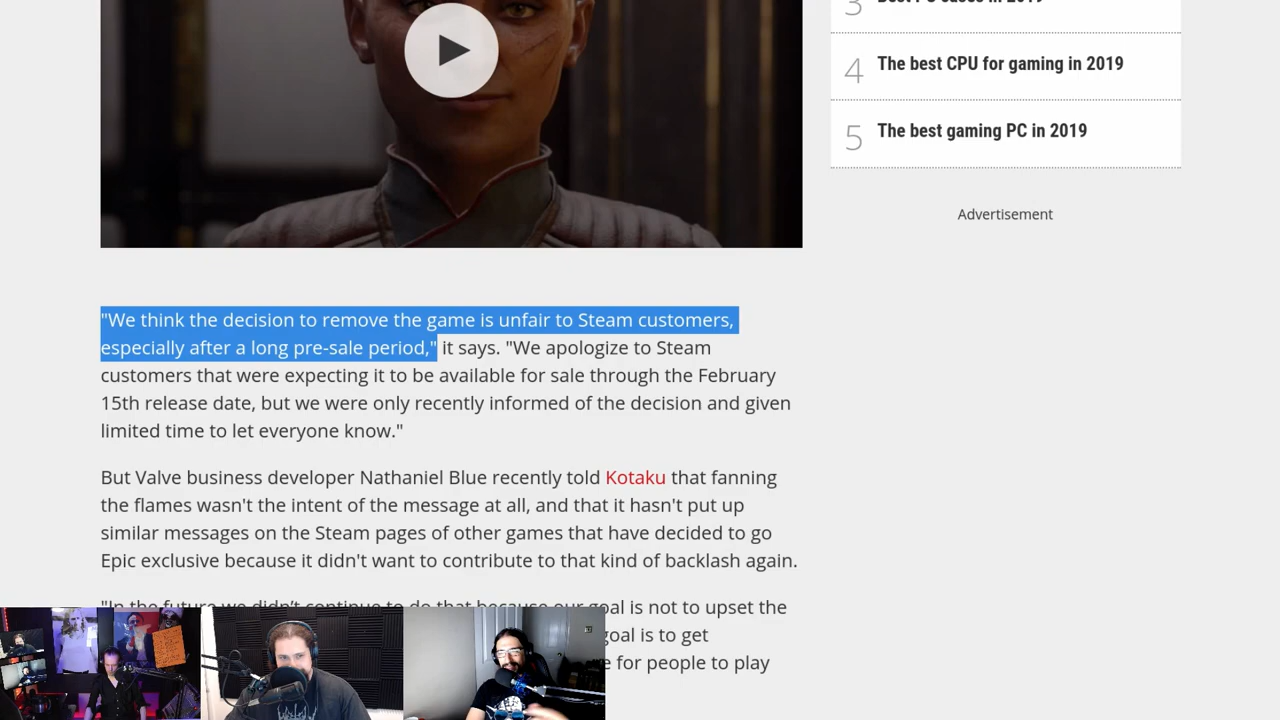 3 Best PC cases in 2019
4 The best CPU for gaming in 2019
5 The best gaming PC in 2019
Advertisement
"We think the decision to remove the game is unfair to Steam customers,
especially after a long pre-sale period," it says. "We apologize to Steam
customers that were expecting it to be available for sale through the February
15th release date, but we were only recently informed of the decision and given
limited time to let everyone know."
But Valve business developer Nathaniel Blue recently told Kotaku that fanning
the flames wasn't the intent of the message at all, and that it hasn't put up
similar messages on the Steam pages of other games that have decided to go
Epic exclusive because it didn't want to contribute to that kind of backlash again.
"In the future we didn't continue to do that because our goal is not to upset the
goal is to get
for people to play